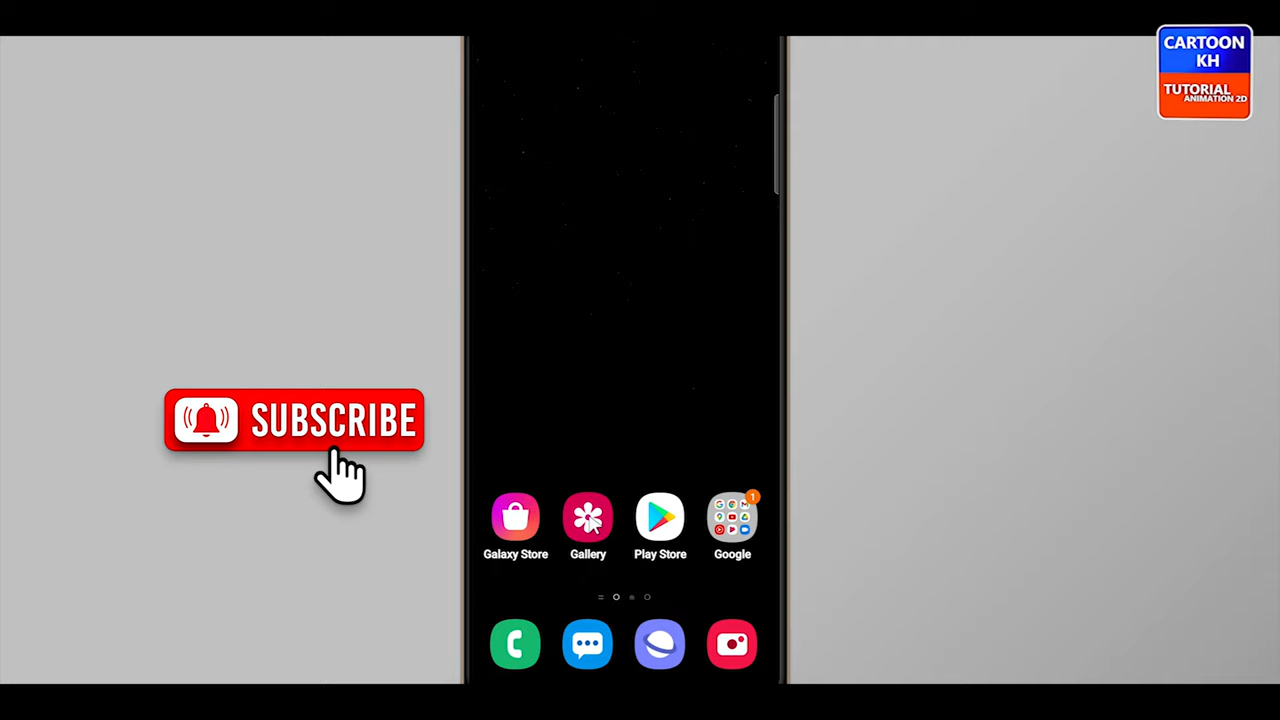 CARTOON
KH
TUTORIAL
ANIMATION 2D
SUBSCRIBE
1
Galaxy Store
Gallery
Play Store
Google